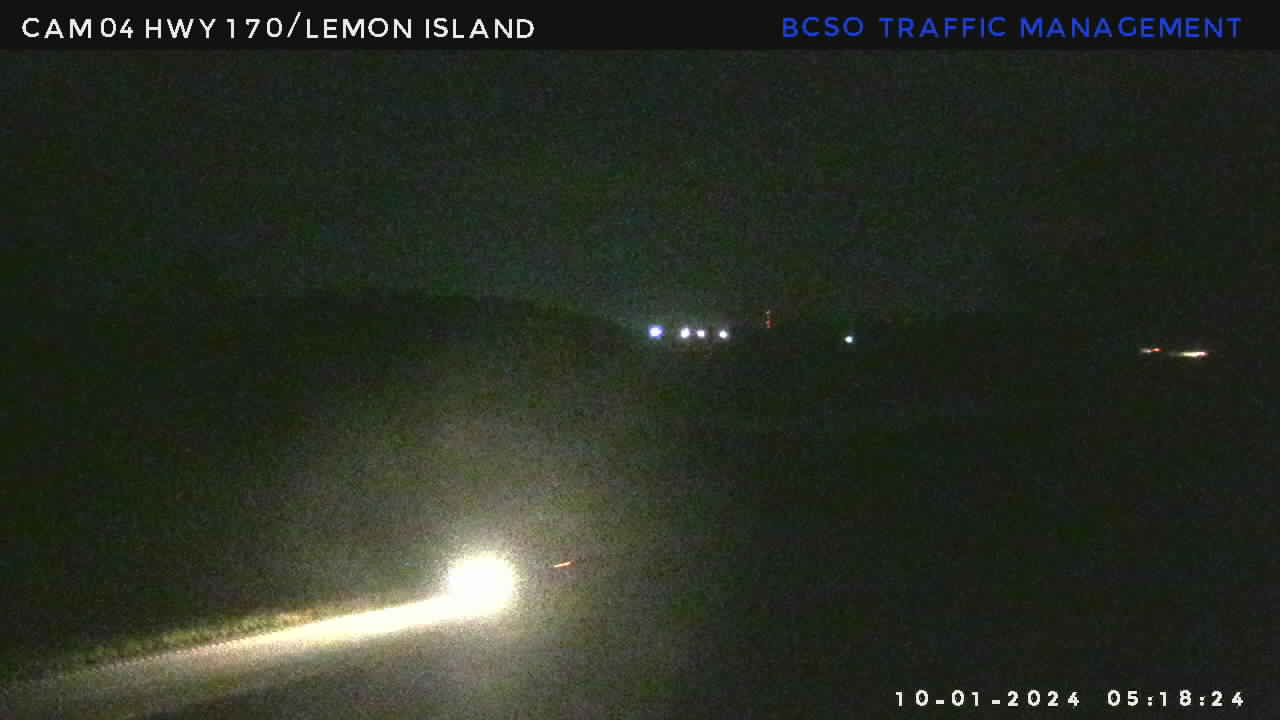 CAM04 HWY 170/LEMON ISLAND
BCSO TRAFFIC MANAGEMENT
10-01-2024 05:18:24